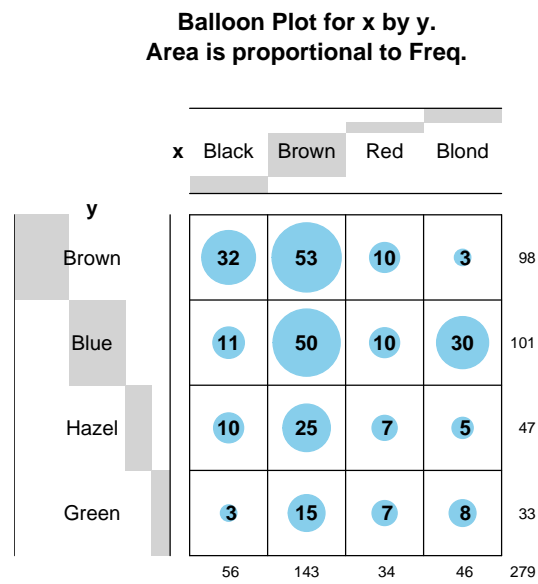 Balloon Plot for x by y.
Area is proportional to Freq.
x Black Brown Red Blond
y
Brown 32 53 10 3 98
Blue 11 50 10 30 101
Hazel 10 25 7 5 47
Green 3 15 7 8 33
56 143 34 46 279